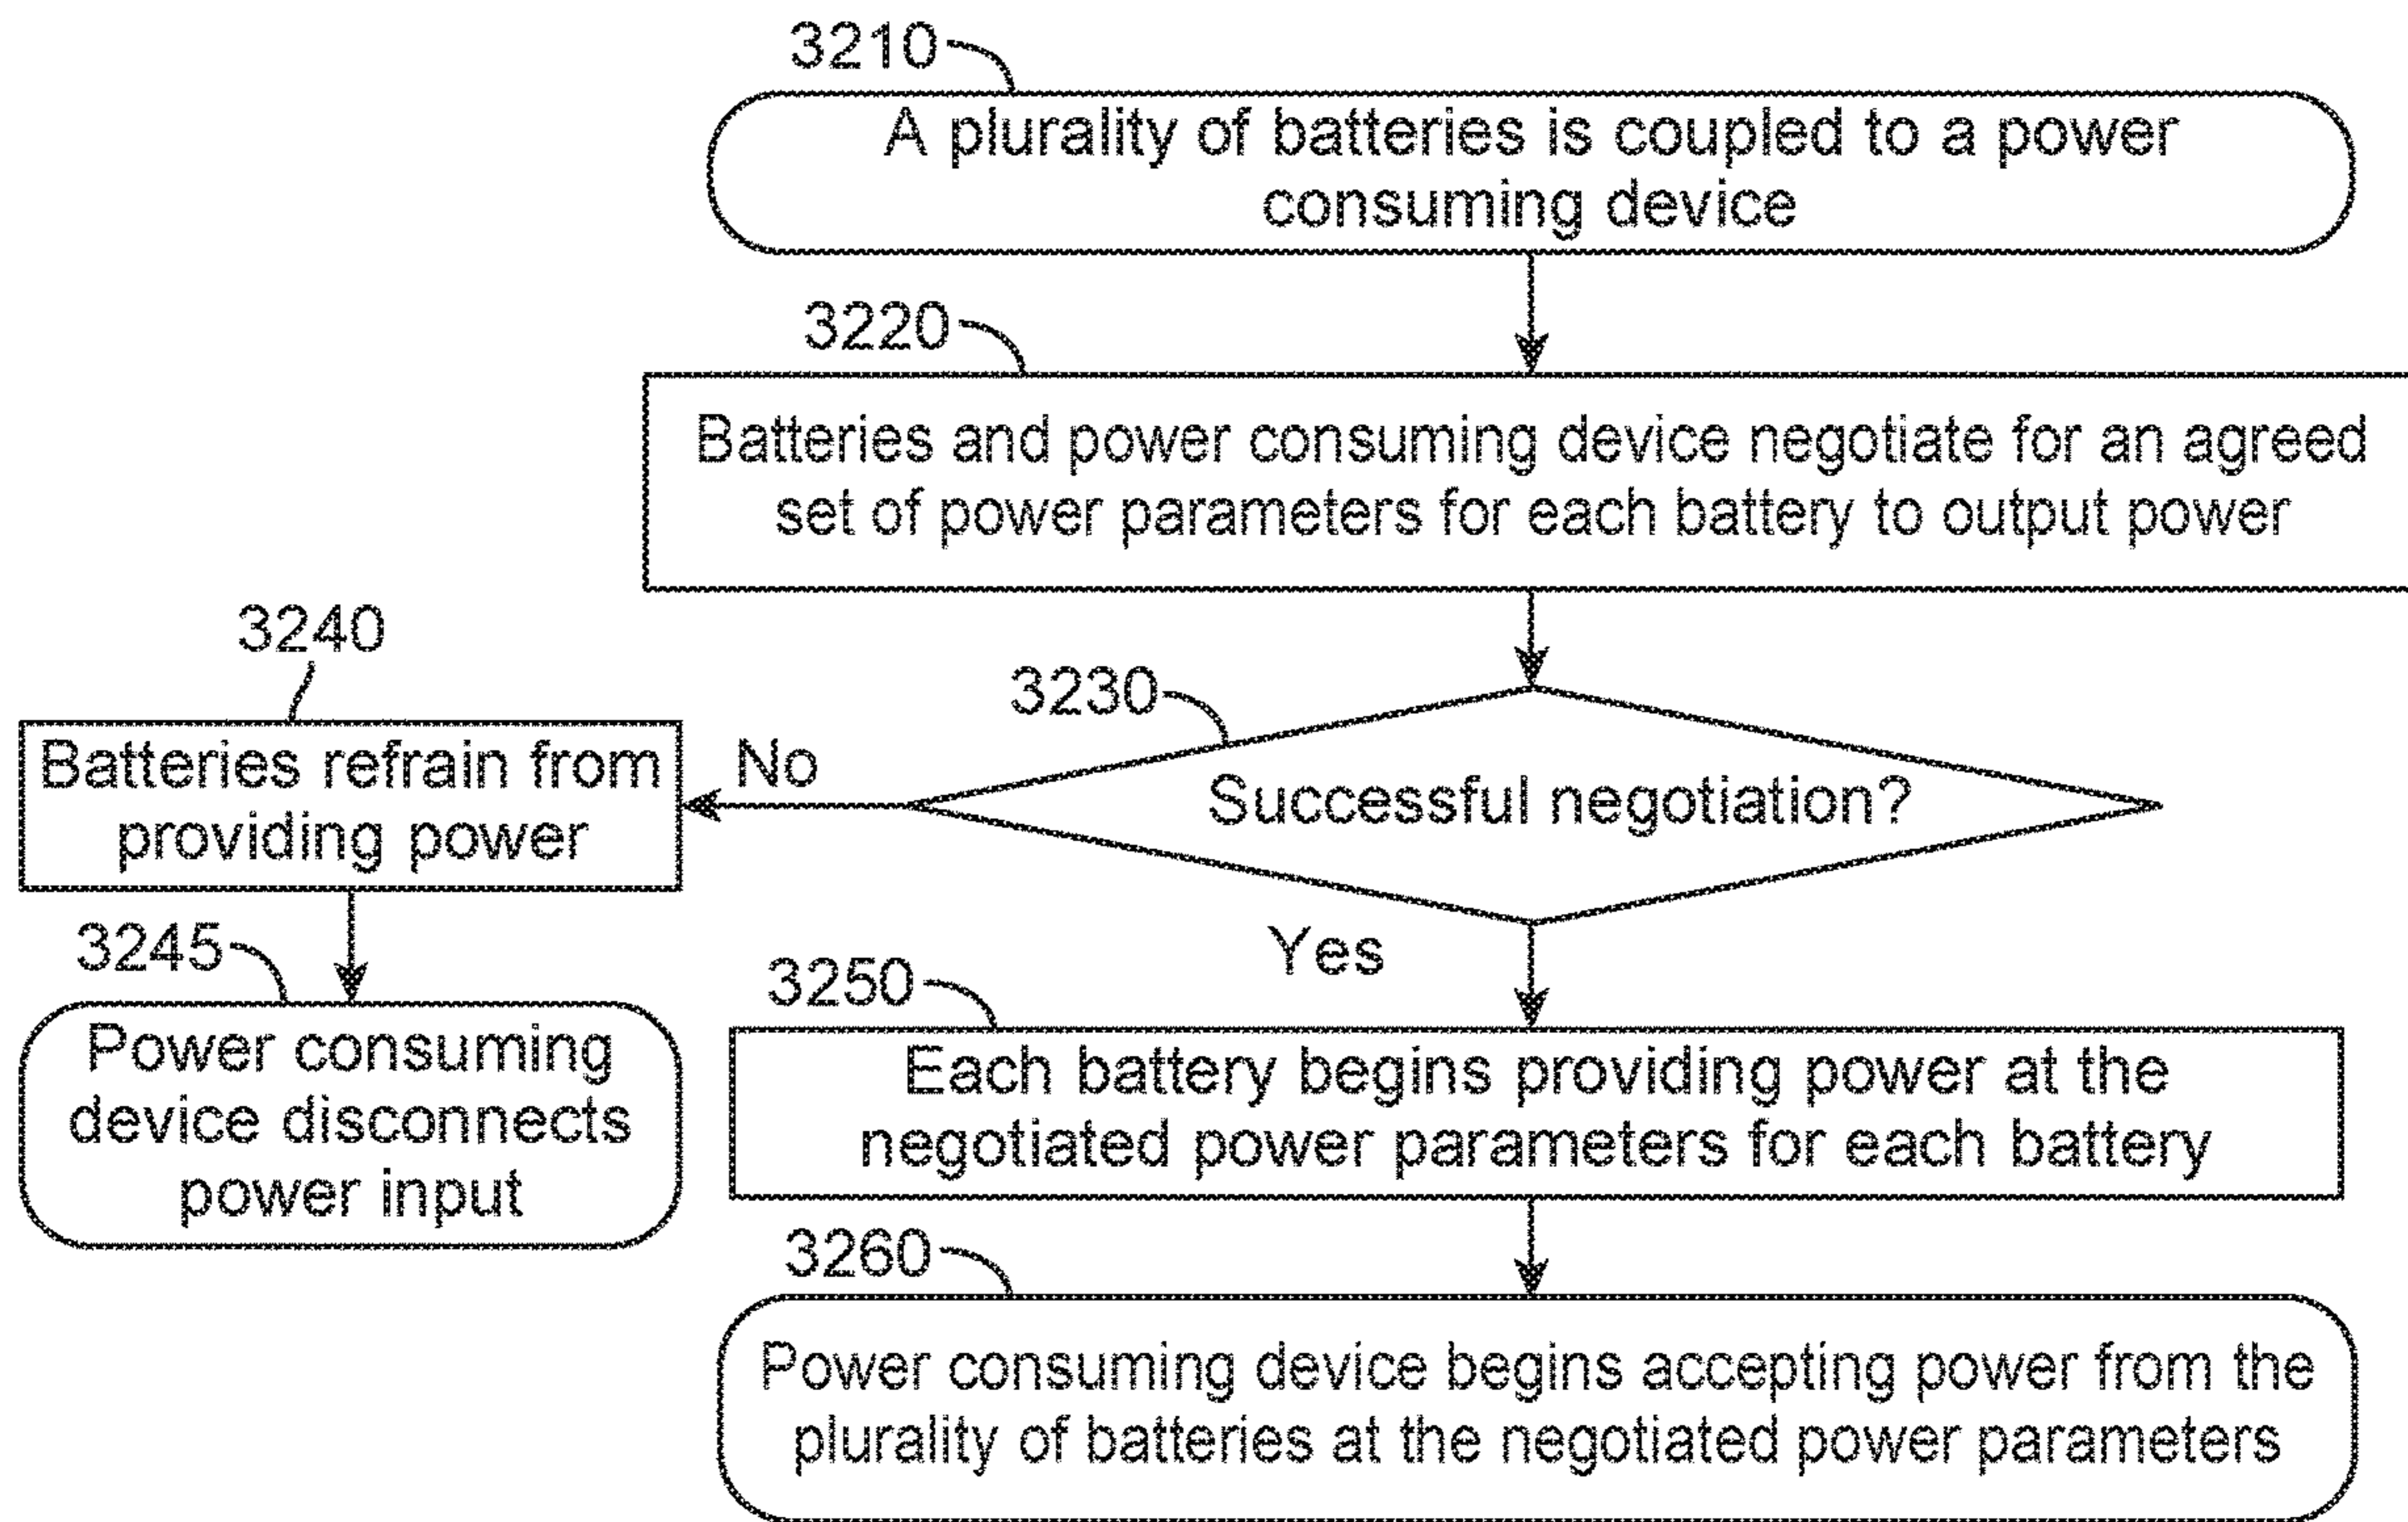 3210
A plurality of batteries is coupled to a power
consuming device
3220
Batteries and power consuming device negotiate for an agreed
set of power parameters for each battery to output power
3230
Successful negotiation?
No
3240
Batteries refrain from
providing power
3245
Power consuming
device disconnects
power input
Yes
3250
Each battery begins providing power at the
negotiated power parameters for each battery
3260
Power consuming device begins accepting power from the
plurality of batteries at the negotiated power parameters